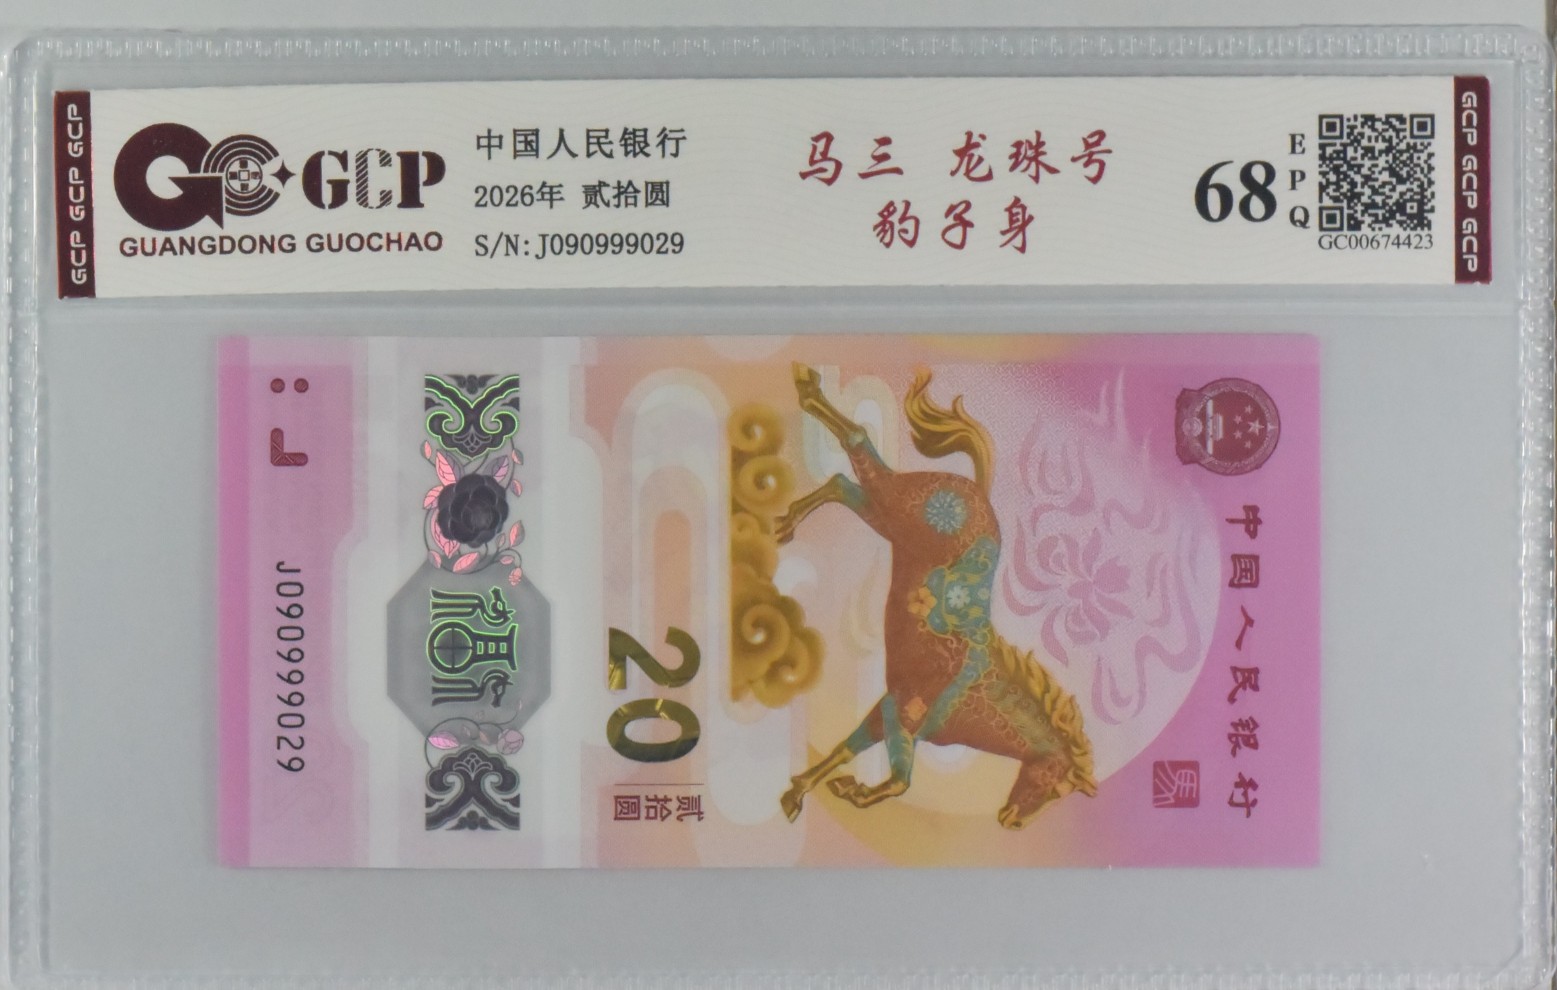 GCP GCP GCP
GCP
GUANGDONG GUOCHAO
中国人民银行
2026年 贰拾圆
S/N:J090999029
马三 龙珠号
豹子身
68
EPQ
GC00674423
GCP GCP GCP
中国人民银行
20
贰拾圆
J090999029